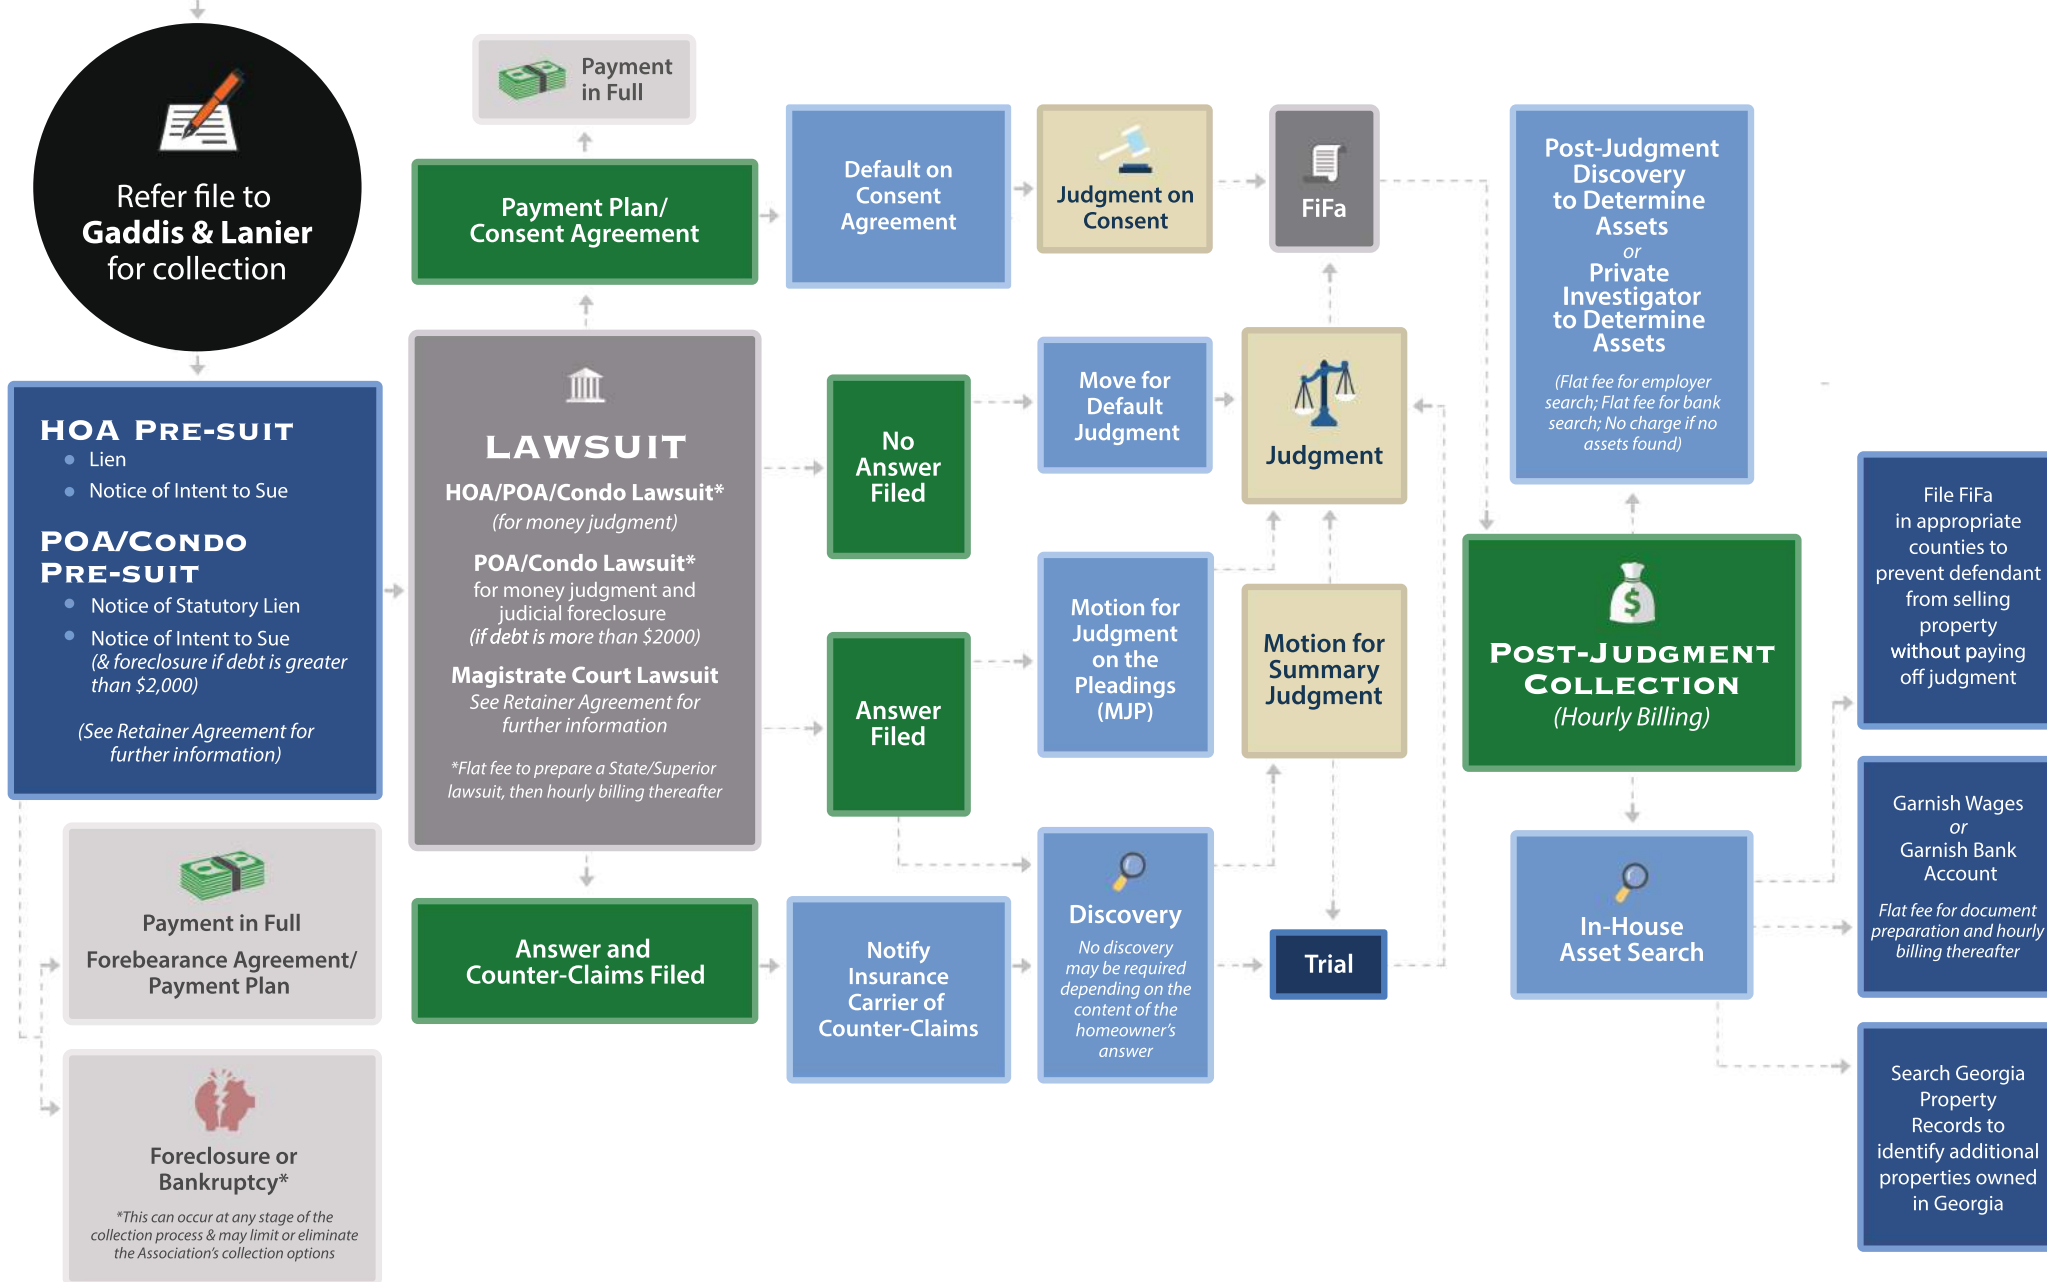 Refer file to
Gaddis & Lanier
for collection
HOA PRE-SUIT
Lien
Notice of Intent to Sue
POA/CONDO
PRE-SUIT
Notice of Statutory Lien
Notice of Intent to Sue
(& foreclosure if debt is greater
than $2,000)
(See Retainer Agreement for
further information)
Payment in Full
Forebearance Agreement/
Payment Plan
Foreclosure or
Bankruptcy*
*This can occur at any stage of the
collection process & may limit or eliminate
the Association's collection options
Payment
in Full
Payment Plan/
Consent Agreement
LAWSUIT
HOA/POA/Condo Lawsuit*
(for money judgment)
POA/Condo Lawsuit*
for money judgment and
judicial foreclosure
(if debt is more than $2000)
Magistrate Court Lawsuit
See Retainer Agreement for
further information
*Flat fee to prepare a State/Superior
lawsuit, then hourly billing thereafter
Answer and
Counter-Claims Filed
Default on
Consent
Agreement
No
Answer
Filed
Answer
Filed
Notify
Insurance
Carrier of
Counter-Claims
Judgment on
Consent
Move for
Default
Judgment
Motion for
Judgment
on the
Pleadings
(MJP)
Discovery
No discovery
may be required
depending on the
content of the
homeowner's
answer
FiFa
Judgment
Motion for
Summary
Judgment
Trial
Post-Judgment
Discovery
to Determine
Assets
or
Private
Investigator
to Determine
Assets
(Flat fee for employer
search; Flat fee for bank
search; No charge if no
assets found)
$
POST-JUDGMENT
COLLECTION
(Hourly Billing)
In-House
Asset Search
File FiFa
in appropriate
counties to
prevent defendant
from selling
property
without paying
off judgment
Garnish Wages
or
Garnish Bank
Account
Flat fee for document
preparation and hourly
billing thereafter
Search Georgia
Property
Records to
identify additional
properties owned
in Georgia